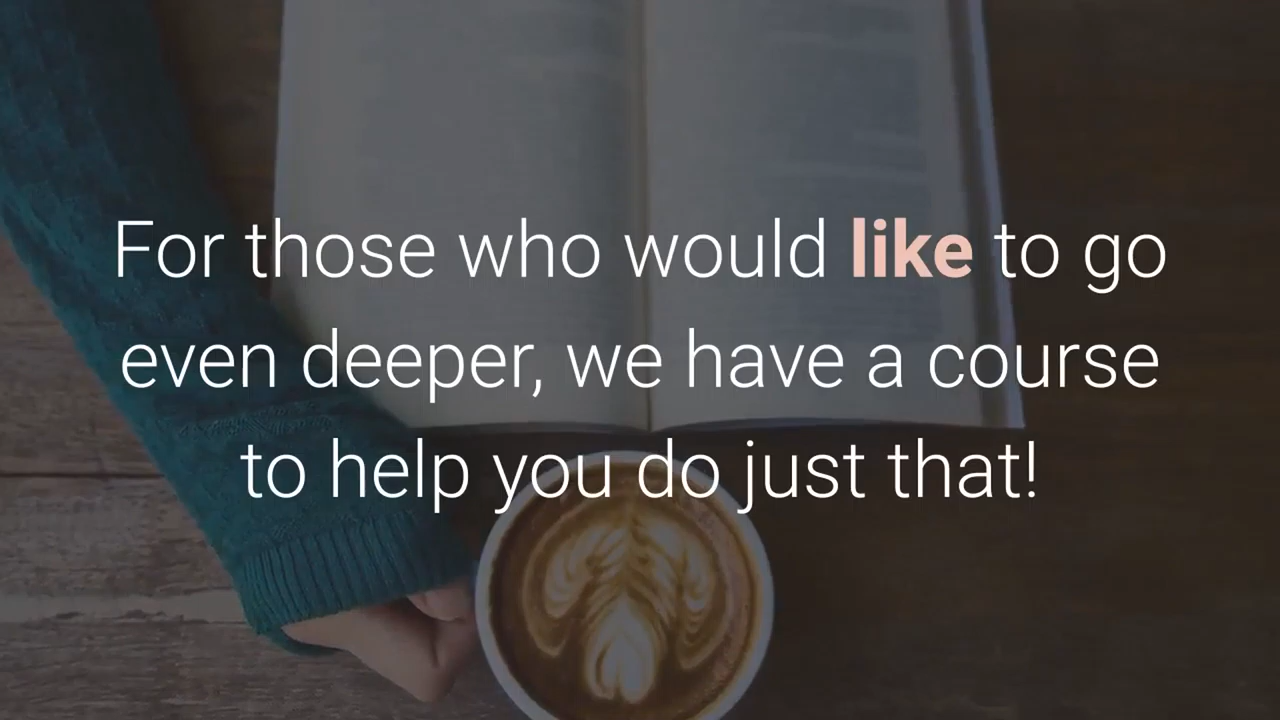 For those who would like to go
even deeper, we have a course
to help you do just that!